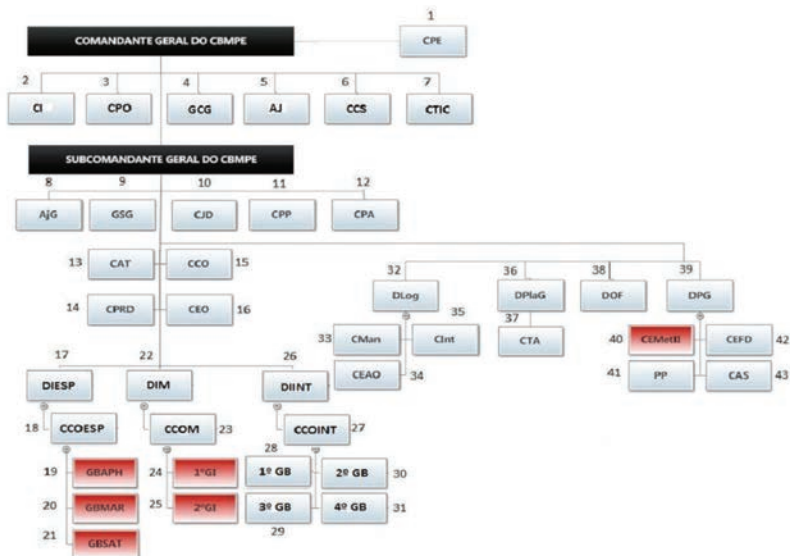 1
COMANDANTE GERAL DO CBMPE
CPE
2 3 4 5 6 7
CI CPO GCG AJ CCS CTIC
SUBCOMANDANTE GERAL DO CBMPE
8 9 10 11 12
AjG GSG CJD CPP CPA
13 CAT CCO 15
14 CPRD CEO 16
32 36 38 39
DLog DPlaG DOF DPG
33 CMan CInt 35
37
CTA
40 CEMetII CEFD 42
CEAO 34
41 PP CAS 43
17 22 26
DIESP DIM DIINT
18 CCOESP CCOM 23 CCOINT 27
28
19 GBAPH 24 1°GI 1º GB 2º GB 30
20 GBMAR 25 2°GI 3º GB 4º GB 31
29
21 GBSAT